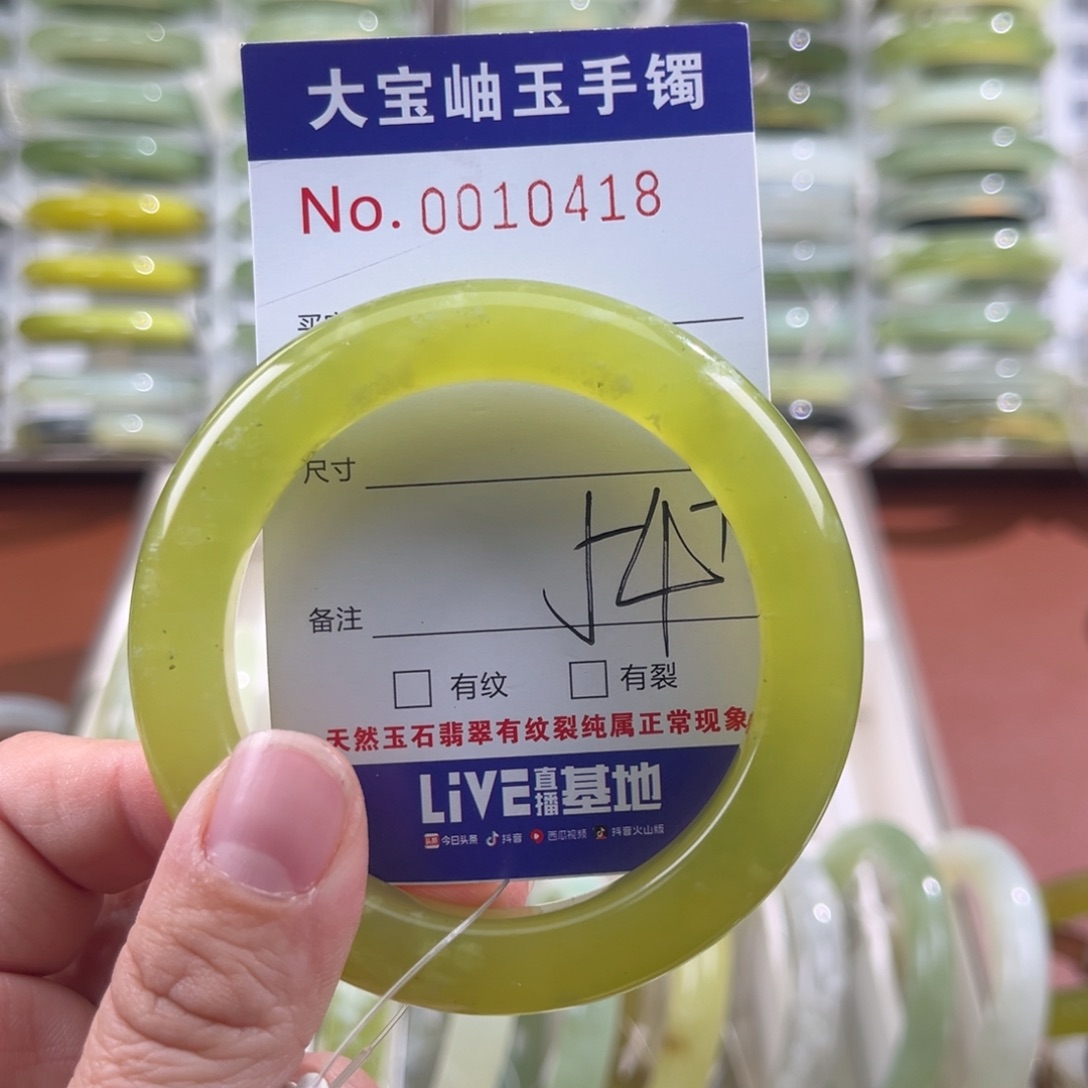 大宝岫玉手镯
No. 0010418
尺寸
备注
有纹 有裂
天然玉石翡翠有纹裂纯属正常现象
LiVE直播基地
今日头条 抖音 西瓜视频 抖音火山版